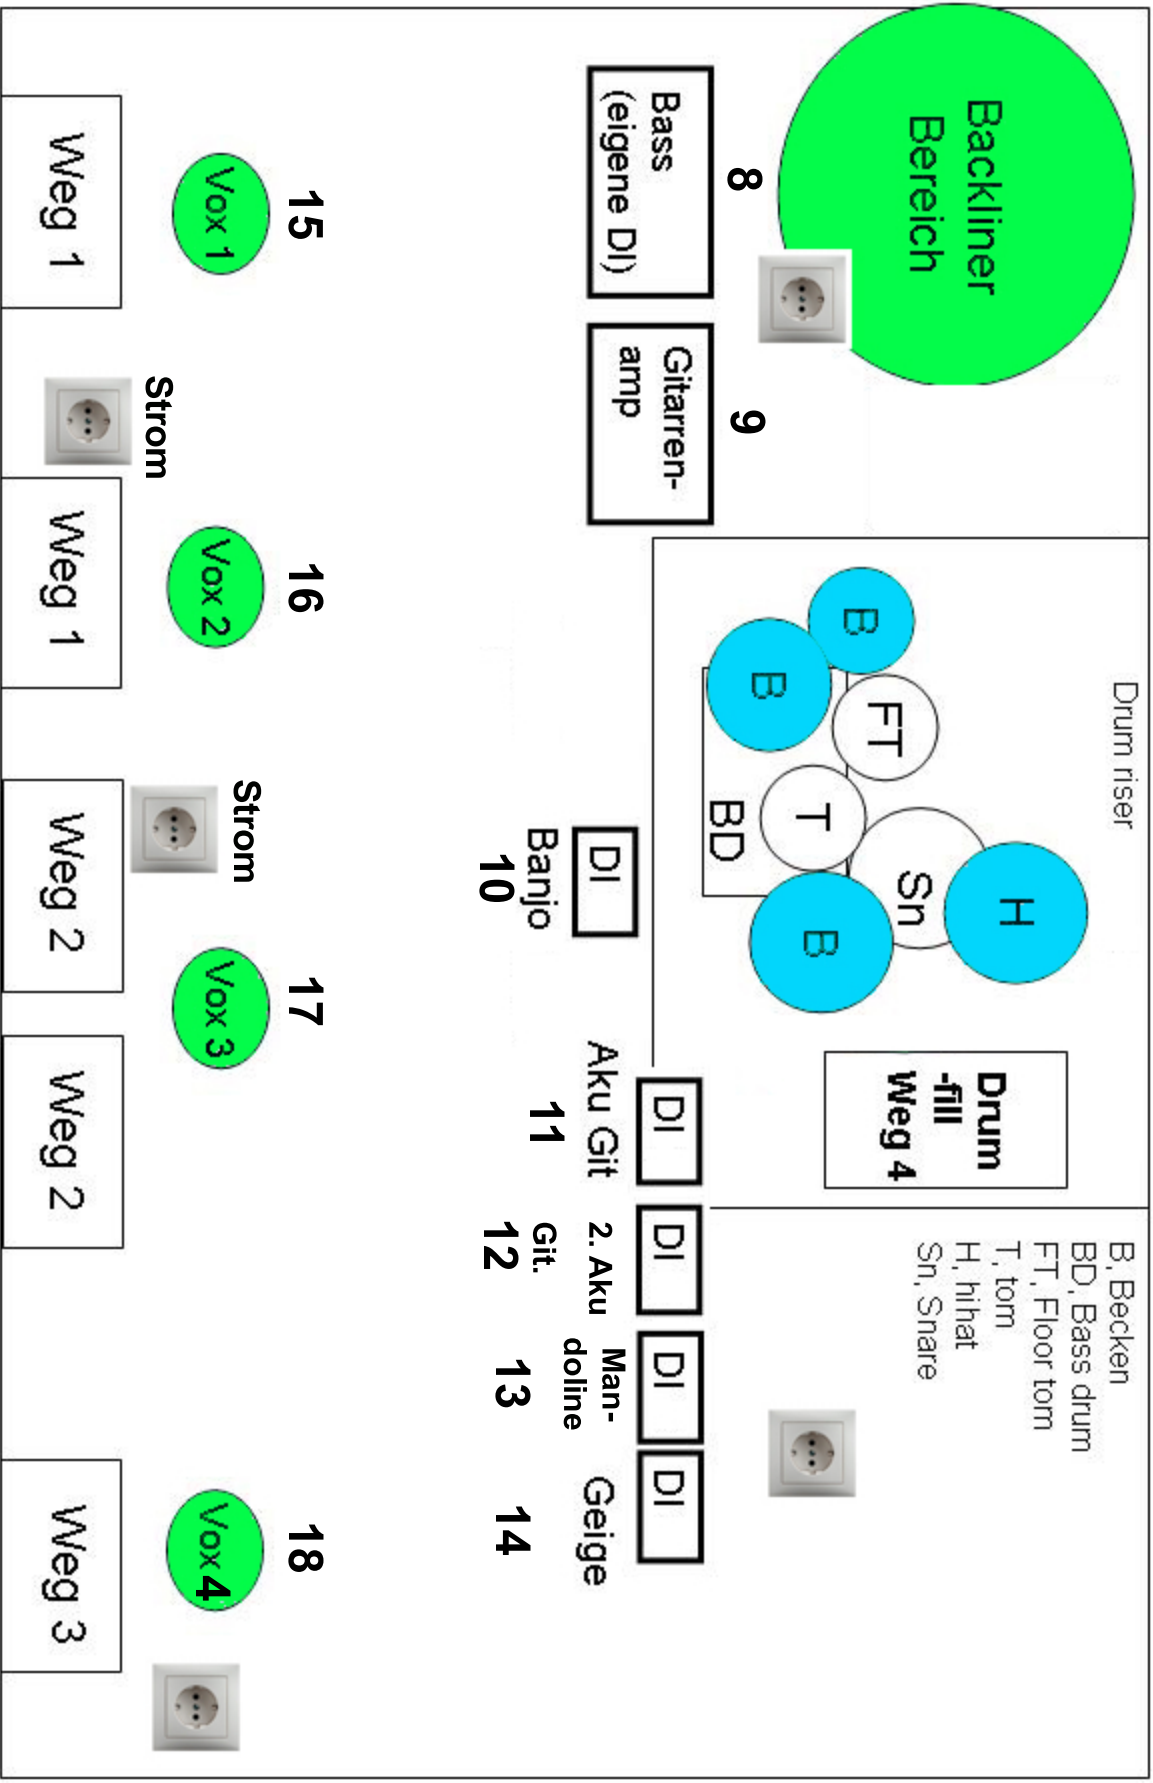 Backliner
Bereich
8
Bass
(eigene DI)
9
Gitarren-
amp
Drum riser
B
B
FT
T
BD
Sn
H
B
Drum
-fill
Weg 4
B, Becken
BD, Bass drum
FT, Floor tom
T, tom
H, hihat
Sn, Snare
DI
Banjo
10
DI
Aku Git
11
DI
2. Aku
Git.
12
DI
Man-
doline
13
DI
Geige
14
15
Vox 1
Weg 1
Strom
16
Vox 2
Weg 1
Strom
Weg 2
17
Vox 3
Weg 2
18
Vox 4
Weg 3